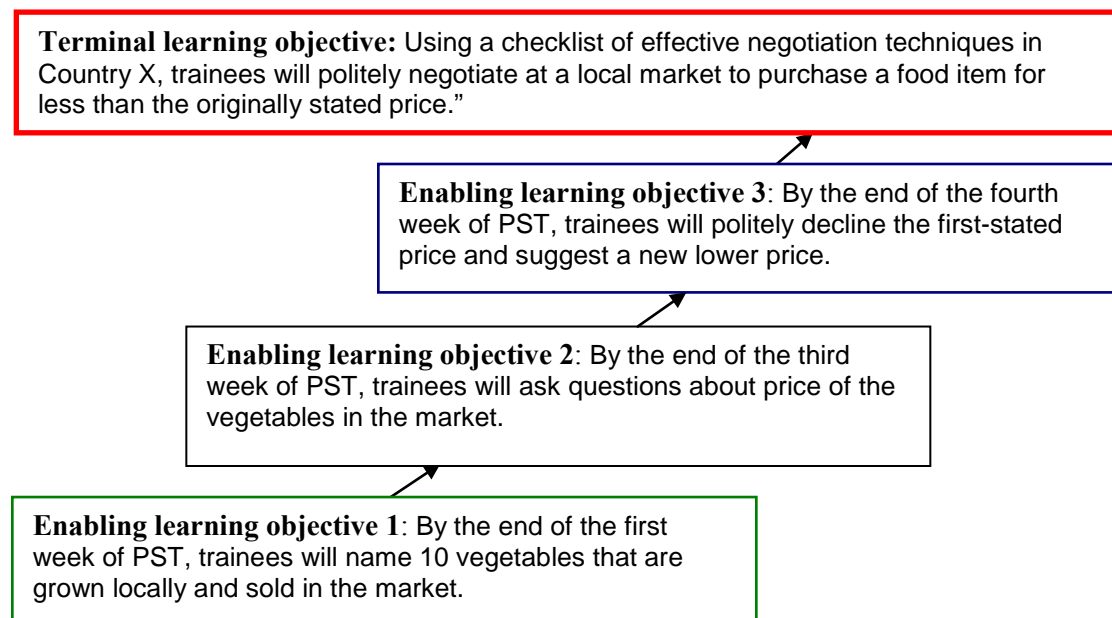 Terminal learning objective: Using a checklist of effective negotiation techniques in
Country X, trainees will politely negotiate at a local market to purchase a food item for
less than the originally stated price.”
Enabling learning objective 3: By the end of the fourth
week of PST, trainees will politely decline the first-stated
price and suggest a new lower price.
Enabling learning objective 2: By the end of the third
week of PST, trainees will ask questions about price of the
vegetables in the market.
Enabling learning objective 1: By the end of the first
week of PST, trainees will name 10 vegetables that are
grown locally and sold in the market.